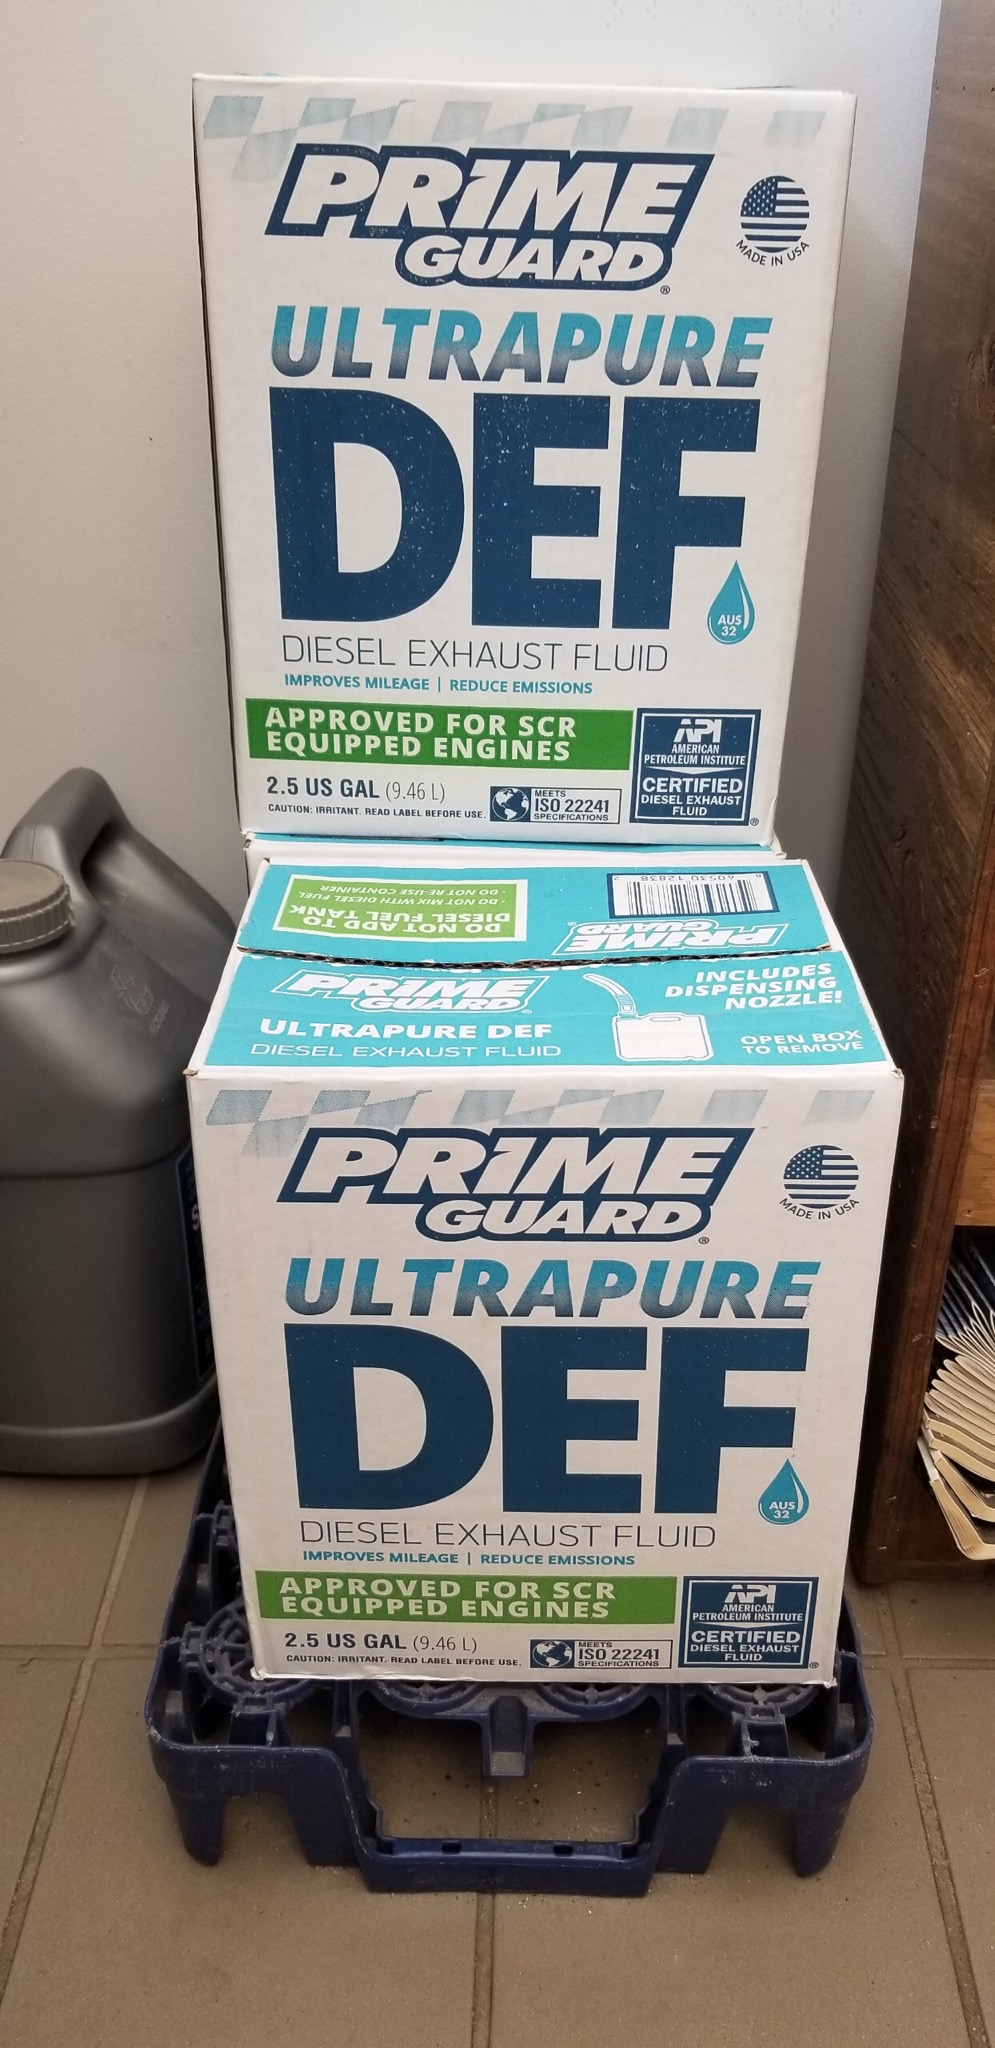 PRIME
GUARD®
MADE IN USA
ULTRAPURE
DEF
AUS
32
DIESEL EXHAUST FLUID
IMPROVES MILEAGE | REDUCE EMISSIONS
APPROVED FOR SCR
EQUIPPED ENGINES
API
AMERICAN
PETROLEUM INSTITUTE
CERTIFIED
DIESEL EXHAUST
FLUID
®
2.5 US GAL (9.46 L)
CAUTION: IRRITANT. READ LABEL BEFORE USE.
MEETS
ISO 22241
SPECIFICATIONS
DO NOT ADD TO
DIESEL FUEL TANK
· DO NOT MIX WITH DIESEL FUEL
· DO NOT RE-USE CONTAINER
PRIME
GUARD®
PRIME
GUARD®
ULTRAPURE DEF
DIESEL EXHAUST FLUID
INCLUDES
DISPENSING
NOZZLE!
OPEN BOX
TO REMOVE
PRIME
GUARD®
MADE IN USA
ULTRAPURE
DEF
AUS
32
DIESEL EXHAUST FLUID
IMPROVES MILEAGE | REDUCE EMISSIONS
APPROVED FOR SCR
EQUIPPED ENGINES
API
AMERICAN
PETROLEUM INSTITUTE
CERTIFIED
DIESEL EXHAUST
FLUID
®
2.5 US GAL (9.46 L)
CAUTION: IRRITANT. READ LABEL BEFORE USE.
MEETS
ISO 22241
SPECIFICATIONS